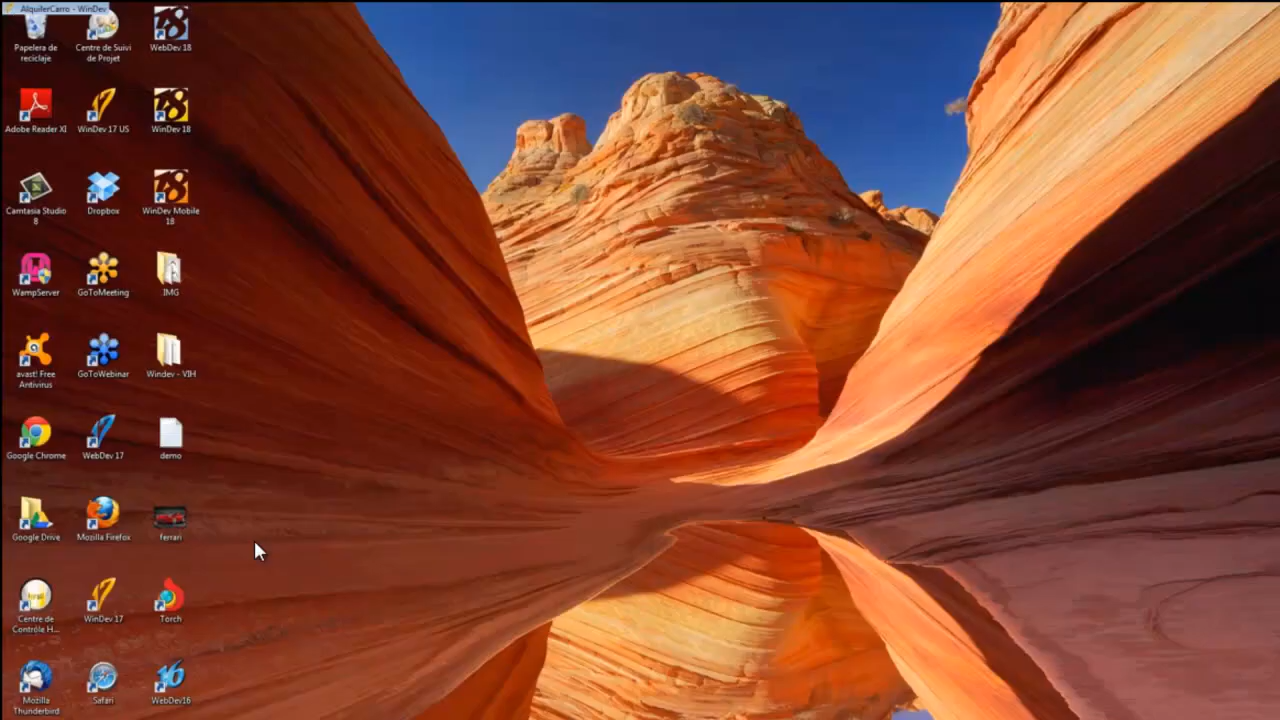 AlquilerCarro - WinDev
Papelera de
reciclaje
Centre de Suivi
de Projet
WebDev 18
Adobe Reader XI
WinDev 17 US
WinDev 18
Camtasia Studio
8
Dropbox
WinDev Mobile
18
WampServer
GoToMeeting
IMG
avast! Free
Antivirus
GoToWebinar
Windev - VIH
Google Chrome
WebDev 17
demo
Google Drive
Mozilla Firefox
ferrari
Centre de
Contrôle H...
WinDev 17
Torch
Mozilla
Thunderbird
Safari
WebDev16